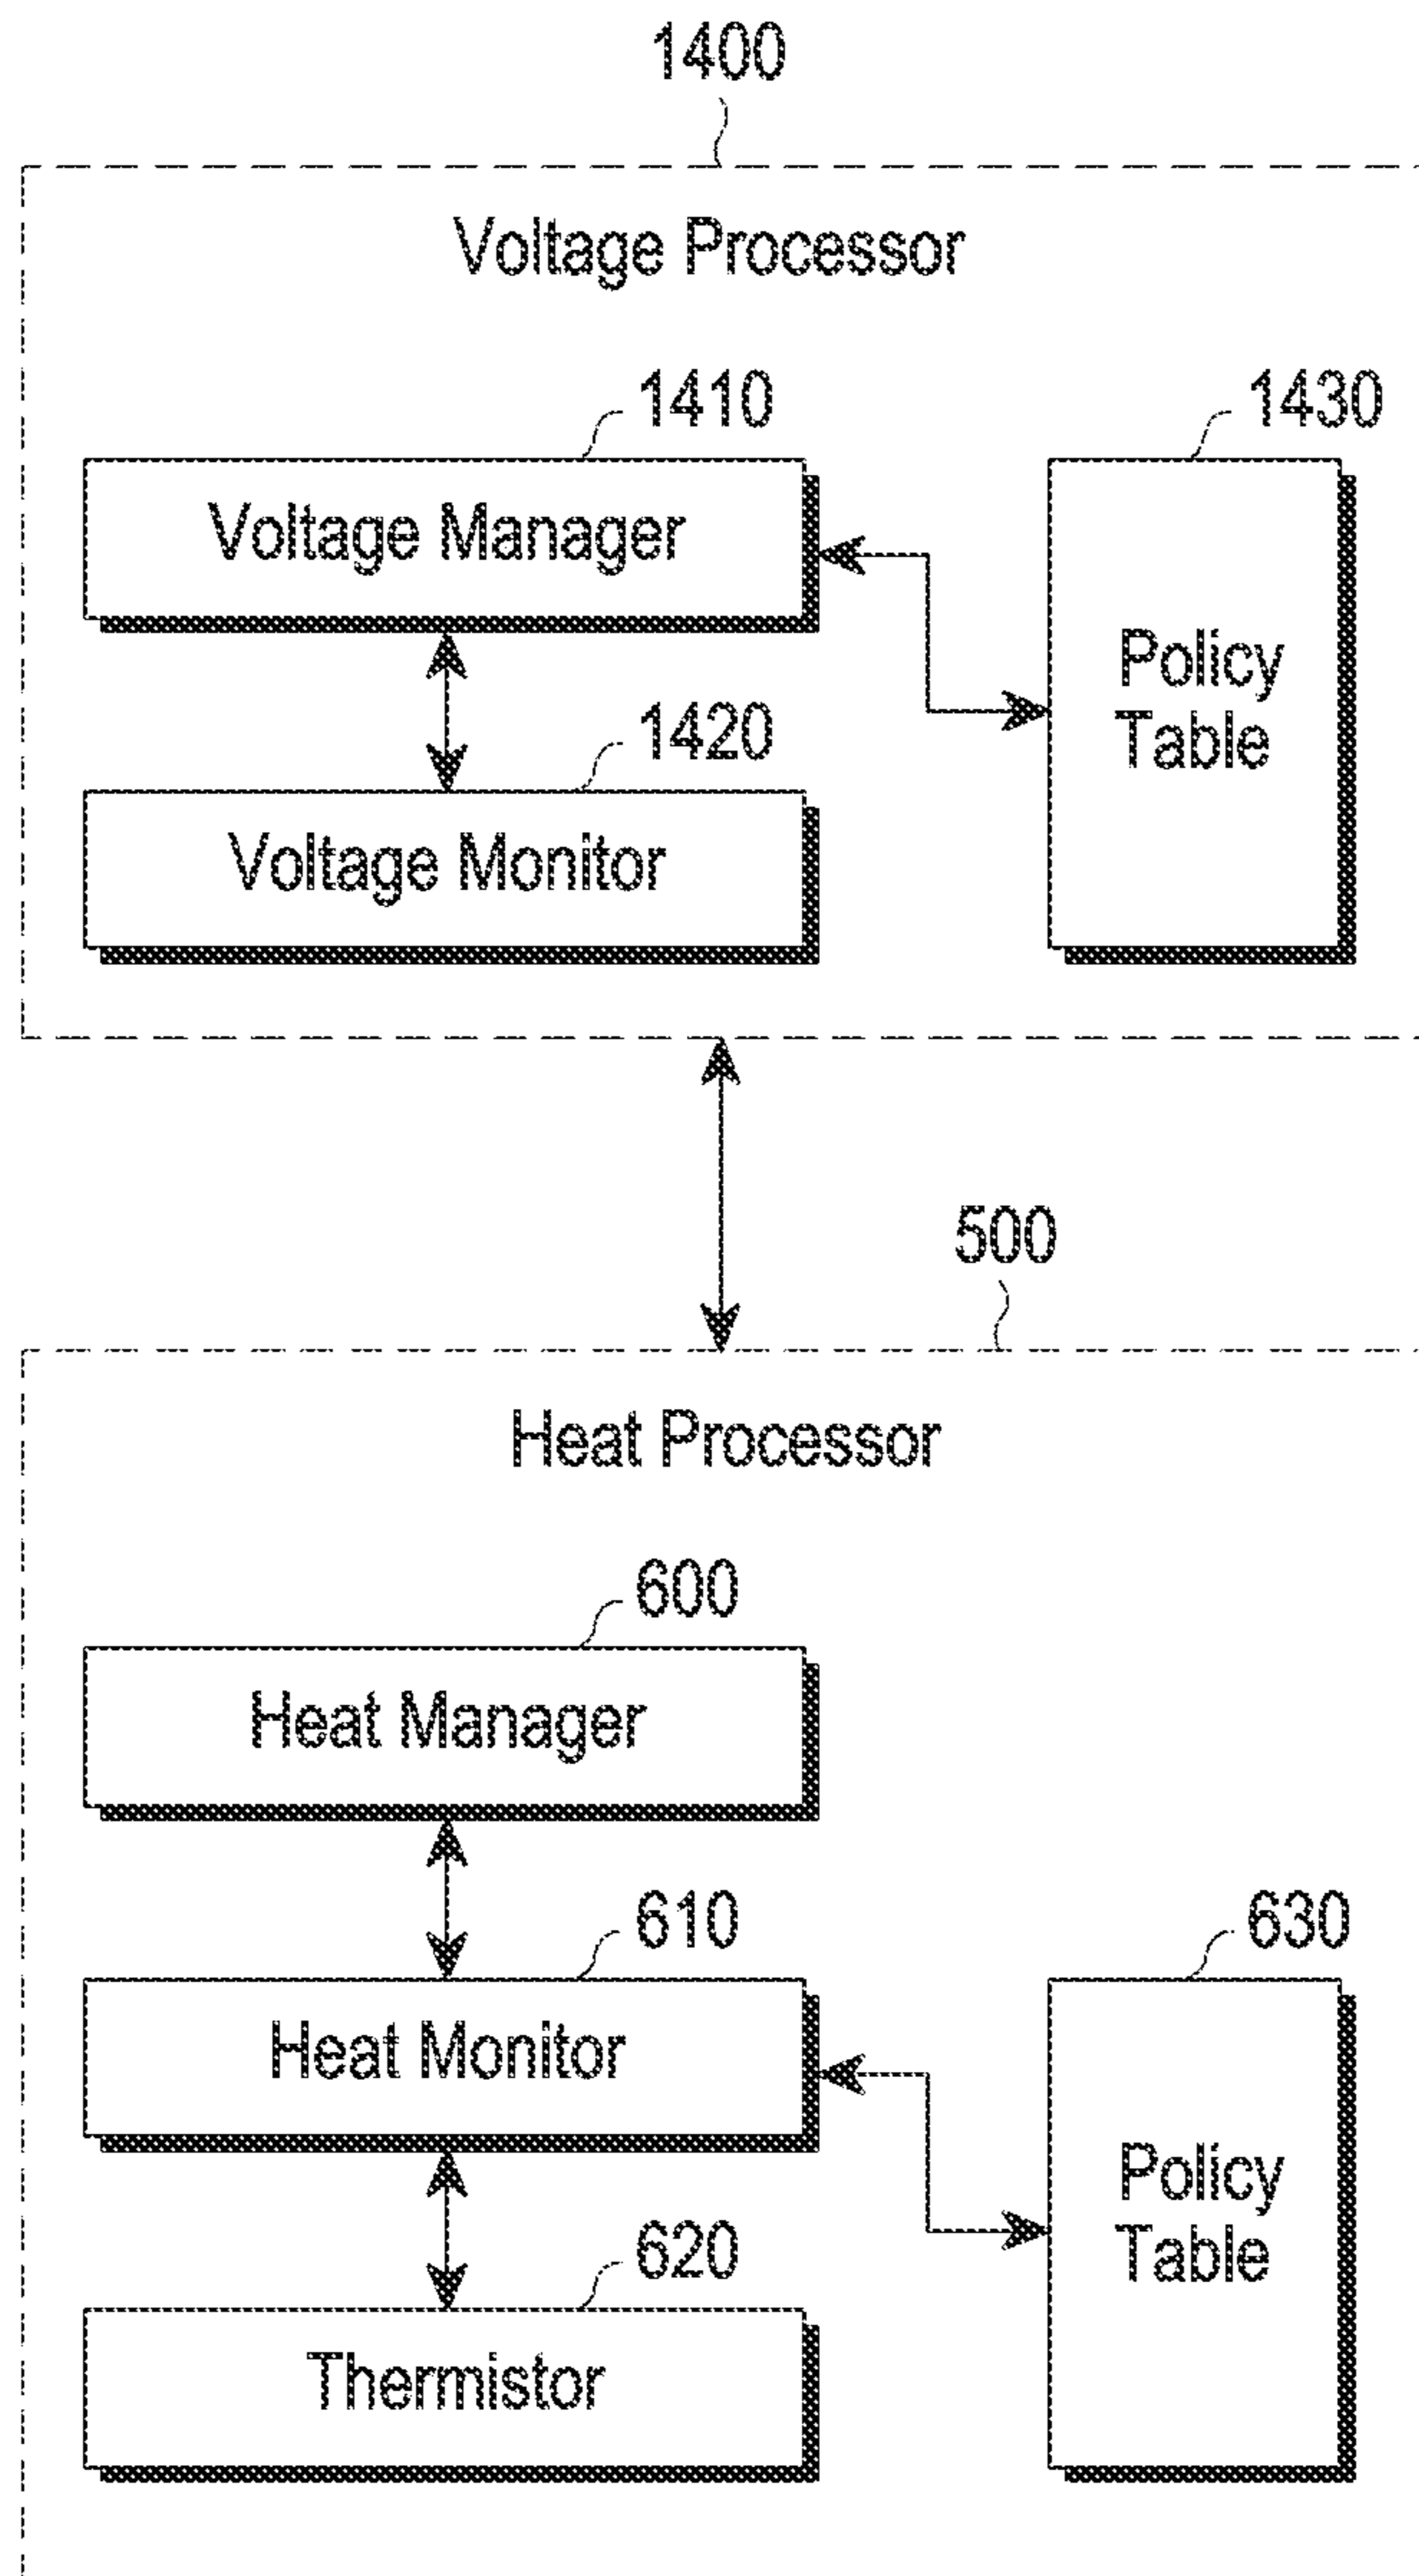 1400
Voltage Processor
1410
1430
Voltage Manager
Policy
Table
1420
Voltage Monitor
500
Heat Processor
600
Heat Manager
610
630
Heat Monitor
Policy
Table
620
Thermistor